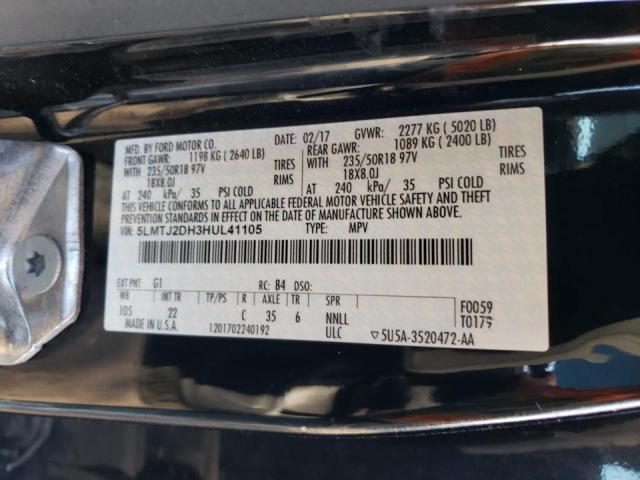 MFD. BY FORD MOTOR CO. DATE: 02/17 GVWR: 2277 KG ( 5020 LB)
FRONT GAWR: 1198 KG ( 2640 LB) REAR GAWR: 1089 KG ( 2400 LB)
WITH 235/50R18 97V TIRES WITH 235/50R18 97V TIRES
18X8.0J RIMS 18X8.0J RIMS
AT 240 kPa/ 35 PSI COLD AT 240 kPa/ 35 PSI COLD
THIS VEHICLE CONFORMS TO ALL APPLICABLE FEDERAL MOTOR VEHICLE SAFETY AND THEFT
PREVENTION STANDARDS IN EFFECT ON THE DATE OF MANUFACTURE SHOWN ABOVE.
VIN: 5LMTJ2DH3HUL41105 TYPE: MPV
EXT PNT: G1 RC: 84 DSO:
WB INT TR TP/PS R AXLE TR SPR F0059
105 22 C 35 6 NNLL T0179
MADE IN U.S.A. 1201702240192 ULC 5U5A-3520472-AA